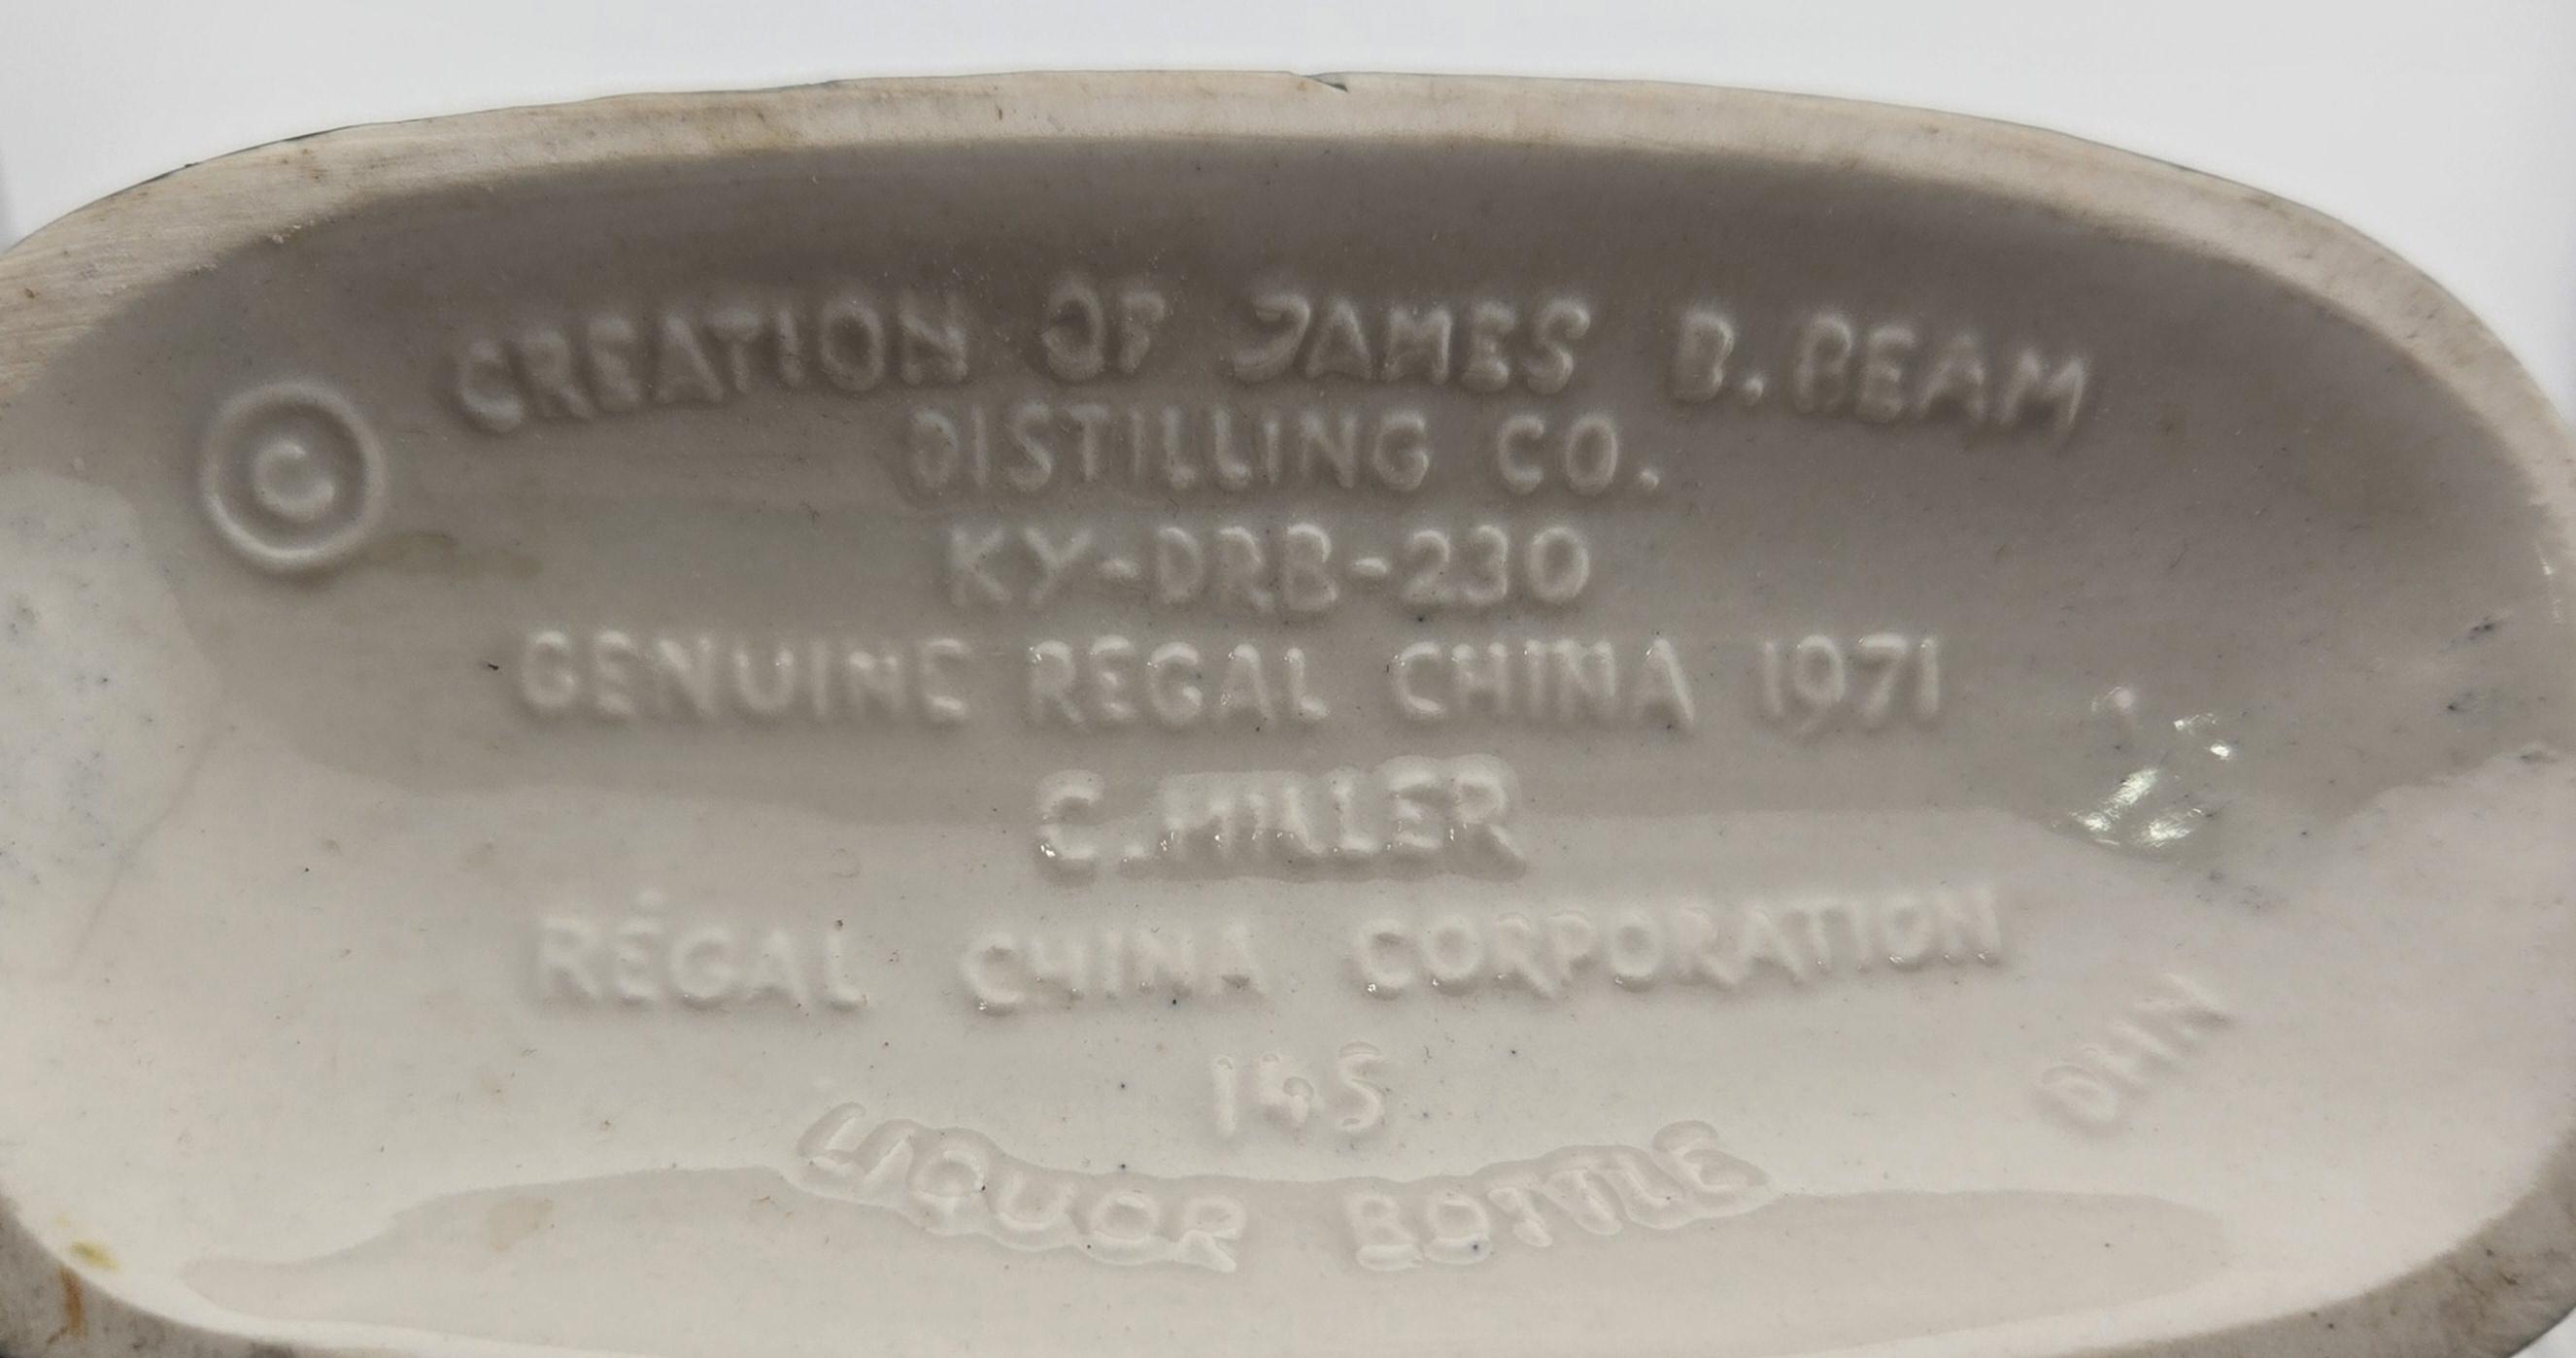 © CREATION OF JAMES B. BEAM
DISTILLING CO.
KY-DRB-230
GENUINE REGAL CHINA 1971
C. MILLER
RÉGAL CHINA CORPORATION
145
LIQUOR BOTTLE